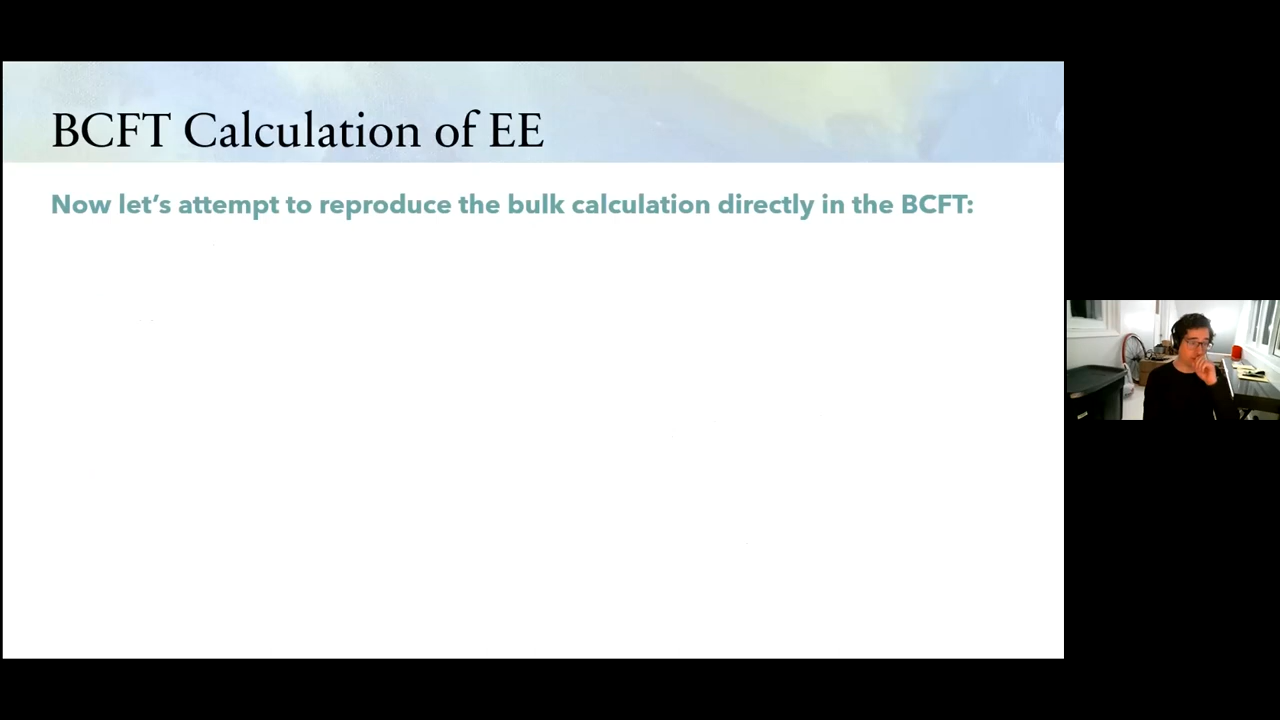 BCFT Calculation of EE
Now let's attempt to reproduce the bulk calculation directly in the BCFT: